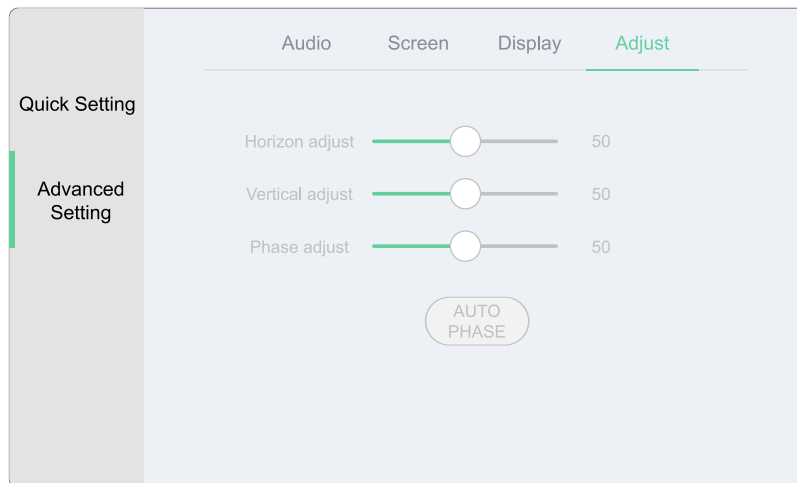 Audio Screen Display Adjust
Quick Setting
Horizon adjust 50
Advanced
Setting
Vertical adjust 50
Phase adjust 50
AUTO
PHASE